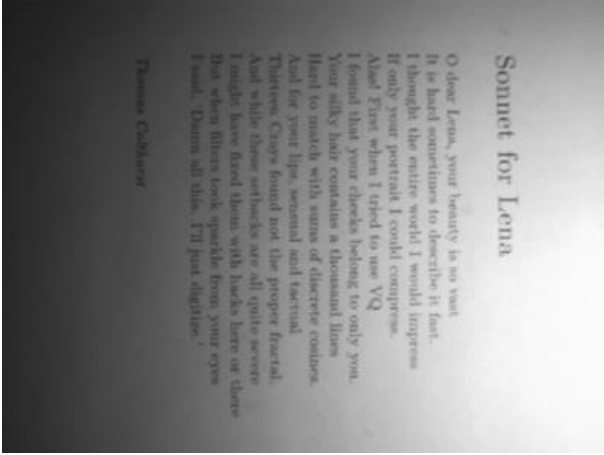 Sonnet for Lena
O dear Lena, your beauty is so vast
It is hard sometimes to describe it fast.
I thought the entire world I would impress
If only your portrait I could compress.
Alas! First when I tried to use VQ
I found that your cheeks belong to only you.
Your silky hair contains a thousand lines
Hard to match with sums of discrete cosines.
And for your lips, sensual and tactual
Thirteen Crays found not the proper fractal.
And while these setbacks are all quite severe
I might have fixed them with hacks here or there
But when filters took sparkle from your eyes
I said, 'Damn all this. I'll just digitize.'
Thomas Colthurst